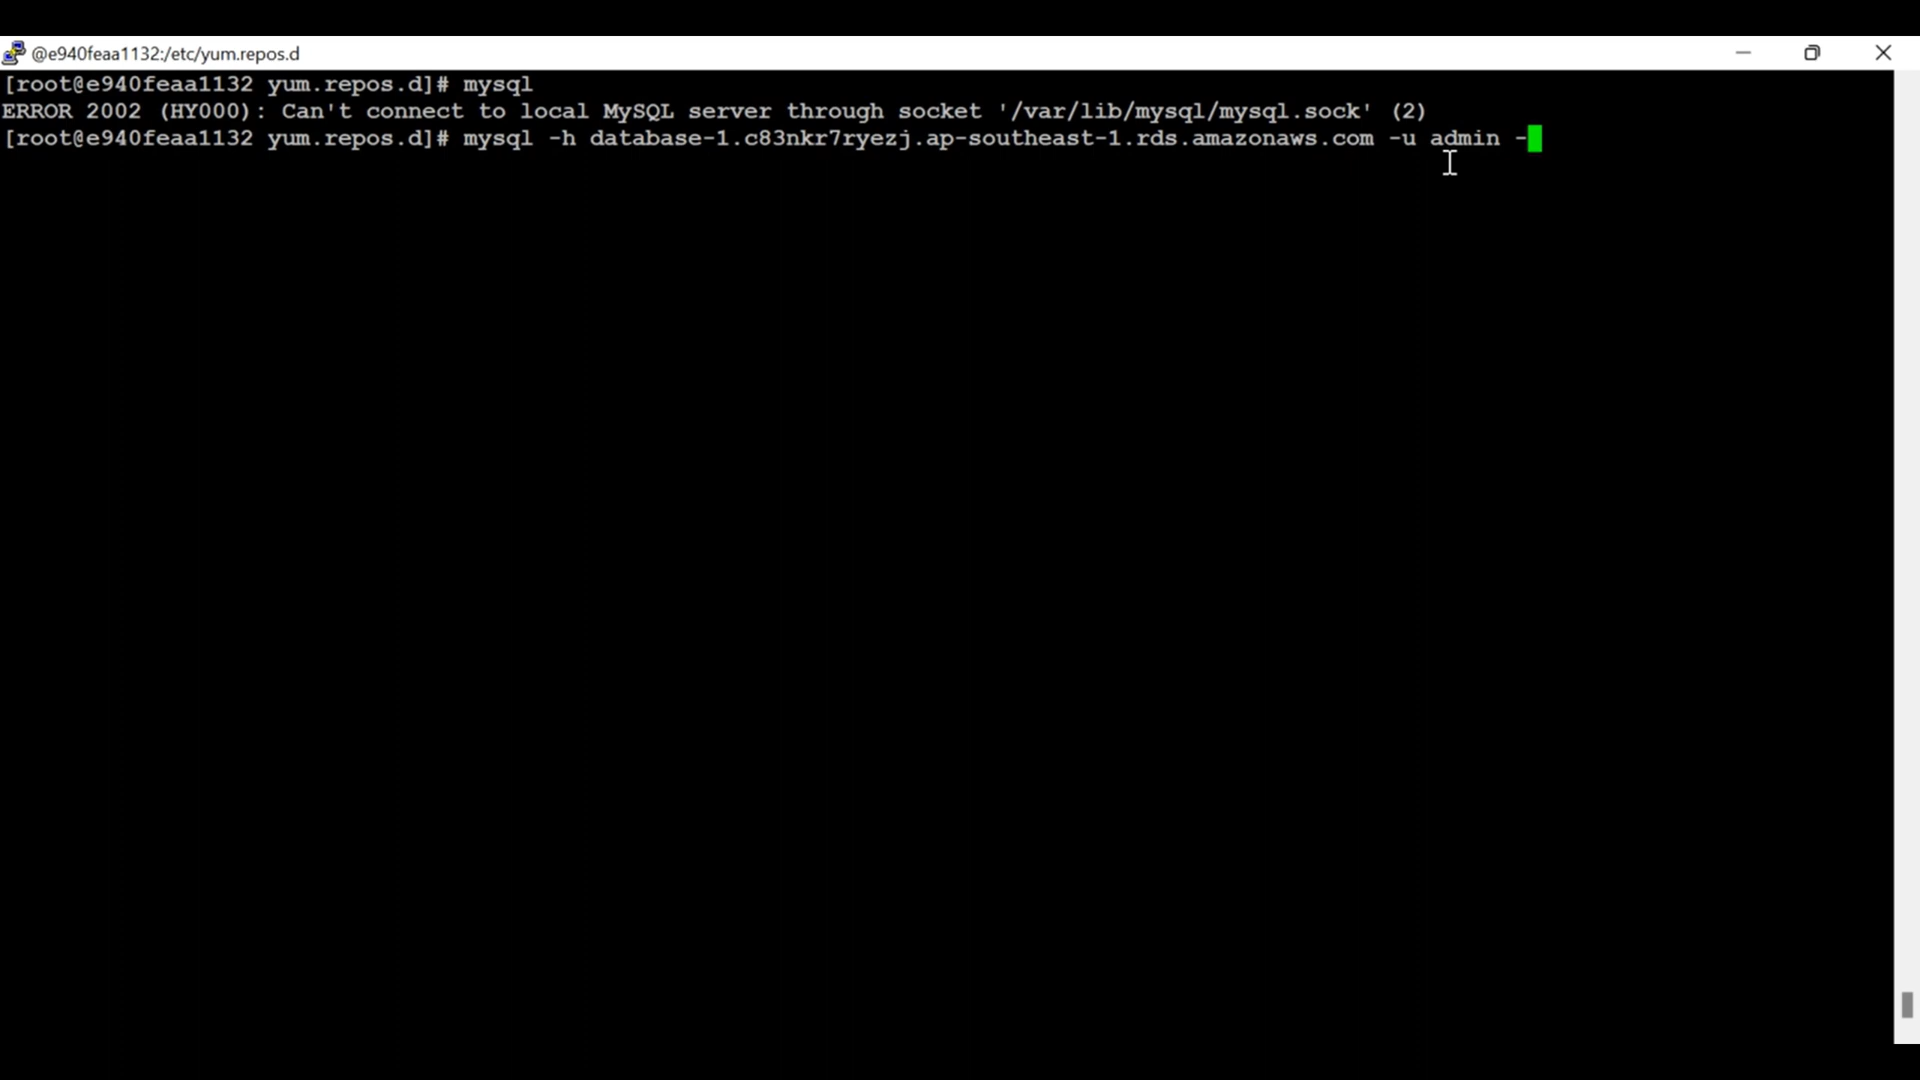 @e940feaa1132:/etc/yum.repos.d
[root@e940feaa1132 yum.repos.d]# mysql
ERROR 2002 (HY000): Can't connect to local MySQL server through socket '/var/lib/mysql/mysql.sock' (2)
[root@e940feaa1132 yum.repos.d]# mysql -h database-1.c83nkr7ryezj.ap-southeast-1.rds.amazonaws.com -u admin -